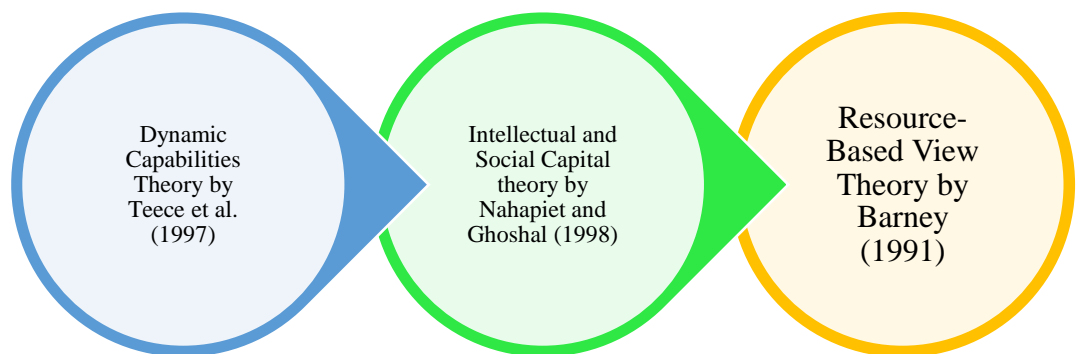 Dynamic
Capabilities
Theory by
Teece et al.
(1997)
Intellectual and
Social Capital
theory by
Nahapiet and
Ghoshal (1998)
Resource-
Based View
Theory by
Barney
(1991)